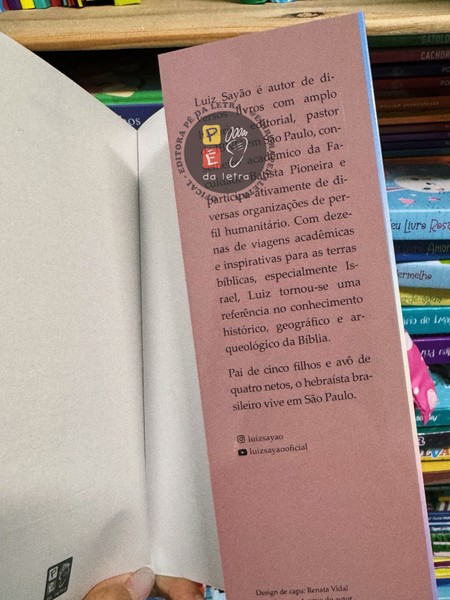 Luiz Sayão é autor de di-
versos livros com amplo
editorial, pastor
em São Paulo, con-
acadêmico da Fa-
Batista Pioneira e
participa ativamente de di-
versas organizações de per-
fil humanitário. Com deze-
nas de viagens acadêmicas
e inspirativas para as terras
bíblicas, especialmente Is-
rael, Luiz tornou-se uma
referência no conhecimento
histórico, geográfico e ar-
queológico da Bíblia.
Pai de cinco filhos e avô de
quatro netos, o hebraísta bra-
sileiro vive em São Paulo.
luizsayao
luizsayaooficial
Design de capa: Renata Vidal
PÉ
da letra
EDITORA PÉ DA LETRA